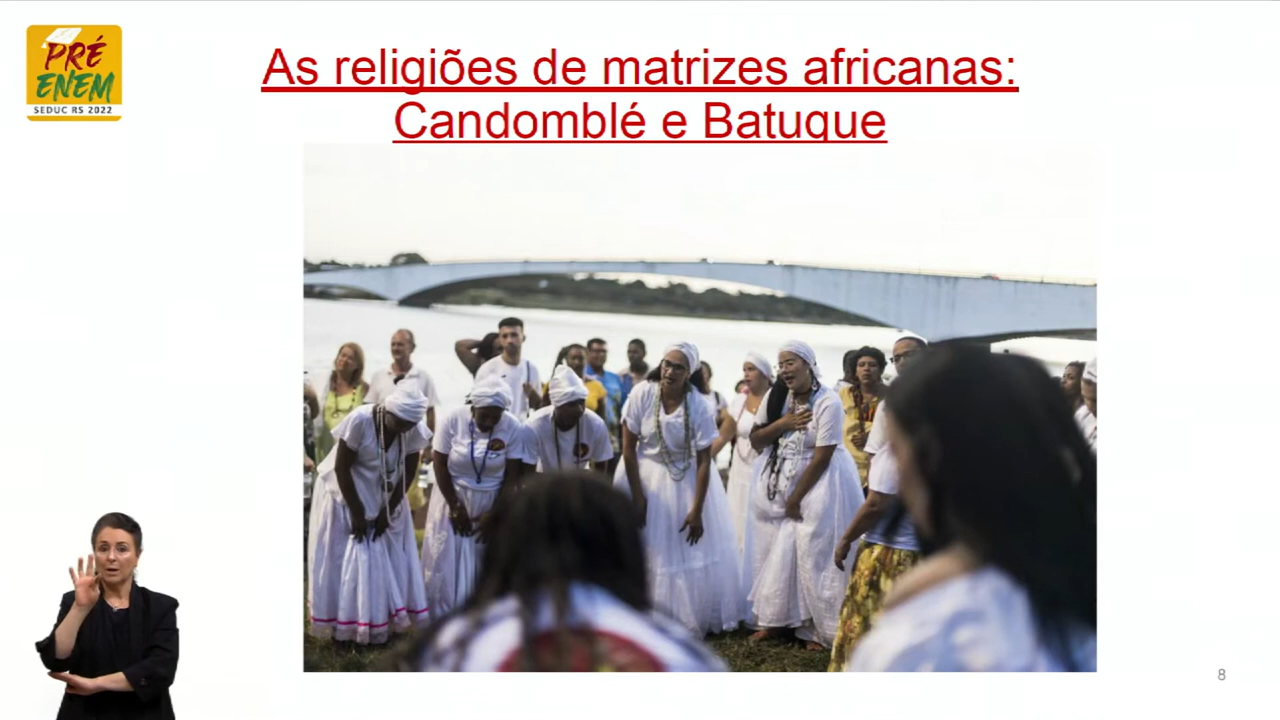 PRÉ
ENEM
SEDUC RS 2022
As religiões de matrizes africanas:
Candomblé e Batuque
8